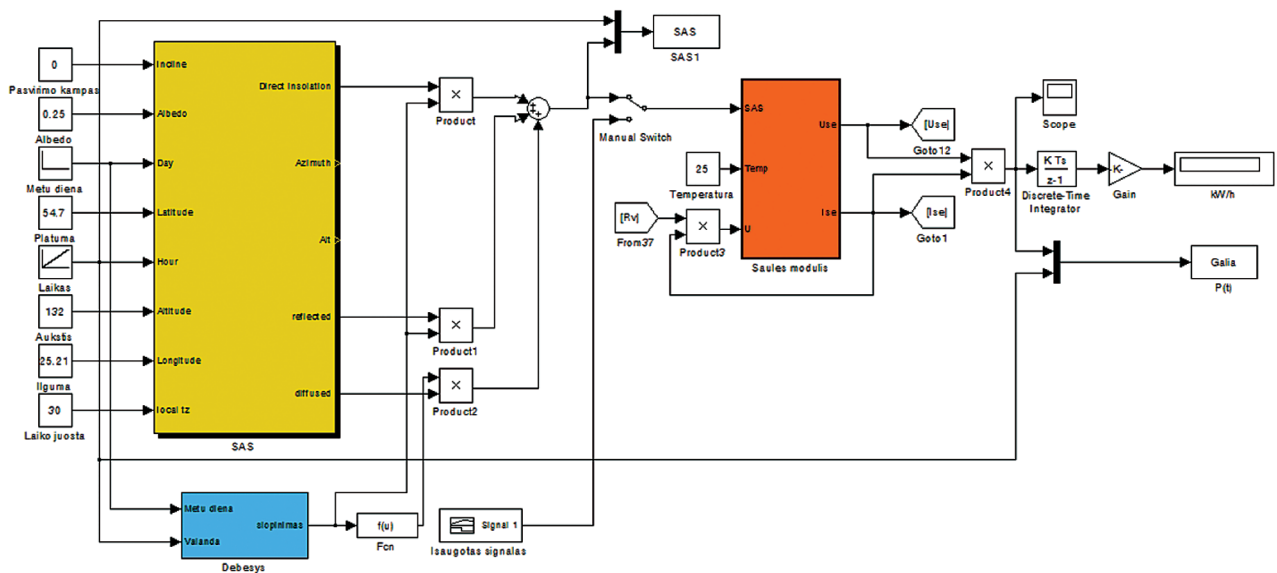 0
Pasvirimo kampas
0.25
Albedo
Metu diena
54.7
Platuma
Laikas
132
Aukstis
25.21
Ilguma
30
Laiko juosta
Incline
Albedo
Day
Latitude
Hour
Altitude
Longitude
local tz
Direct Insolation
Azimuth
Alt
reflected
diffused
SAS
Metu diena
Valanda
slopinimas
Debesys
f(u)
Fcn
×
Product
×
Product1
×
Product2
Signal 1
Isaugotas signalas
SAS
SAS1
Manual Switch
25
Temperatura
[Rv]
From37
×
Product3
SAS
Temp
U
Use
Ise
Saules modulis
[Use]
Goto12
[Ise]
Goto1
×
Product4
Scope
K Ts
z-1
Discrete-Time
Integrator
-K-
Gain
kW/h
Galia
P(t)